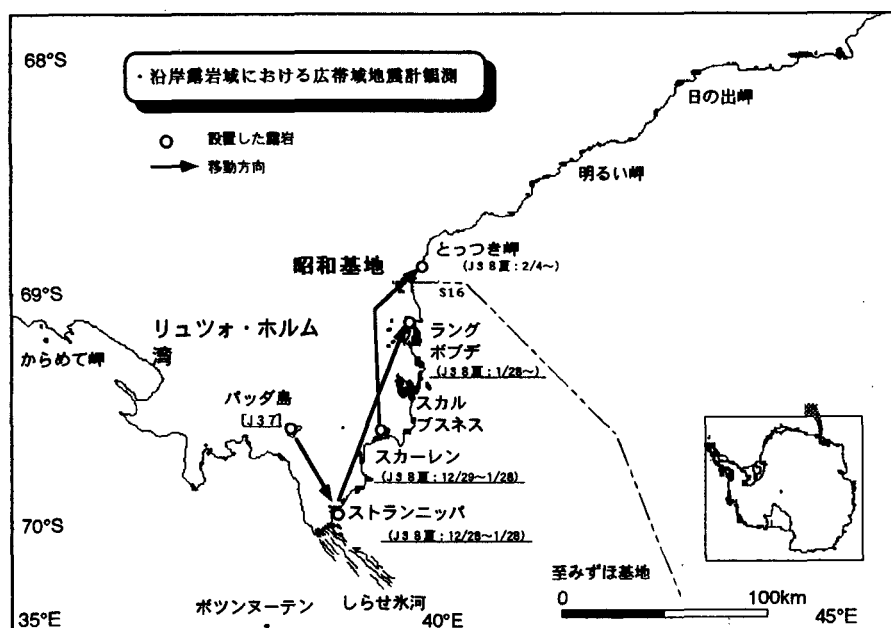 68°S
・沿岸露岩域における広帯域地震計観測
設置した露岩
移動方向
日の出岬
明るい岬
とっつき岬
(J38夏:2/4~)
昭和基地
S16
69°S
リュツォ・ホルム
湾
からめて岬
ラング
ボブデ
(J38夏:1/28~)
パッダ島
[J37]
スカル
ブスネス
スカーレン
(J38夏:12/29~1/28)
70°S
ストランニッパ
(J38夏:12/28~1/28)
至みずほ基地
0
100km
ボツンヌーテン
しらせ氷河
35°E
40°E
45°E